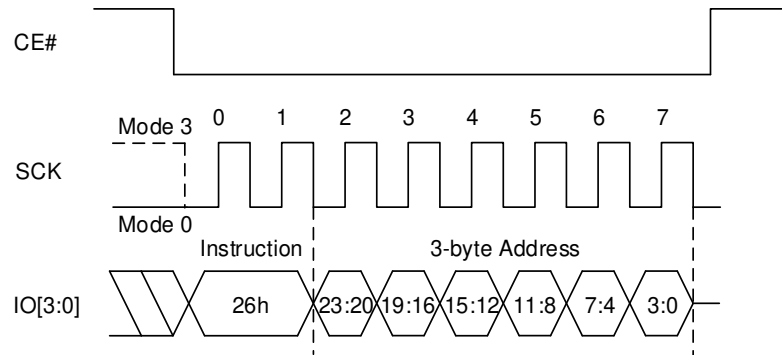 CE#
Mode 3 0 1 2 3 4 5 6 7
SCK
Mode 0
Instruction 3-byte Address
IO[3:0] 26h 23:20 19:16 15:12 11:8 7:4 3:0